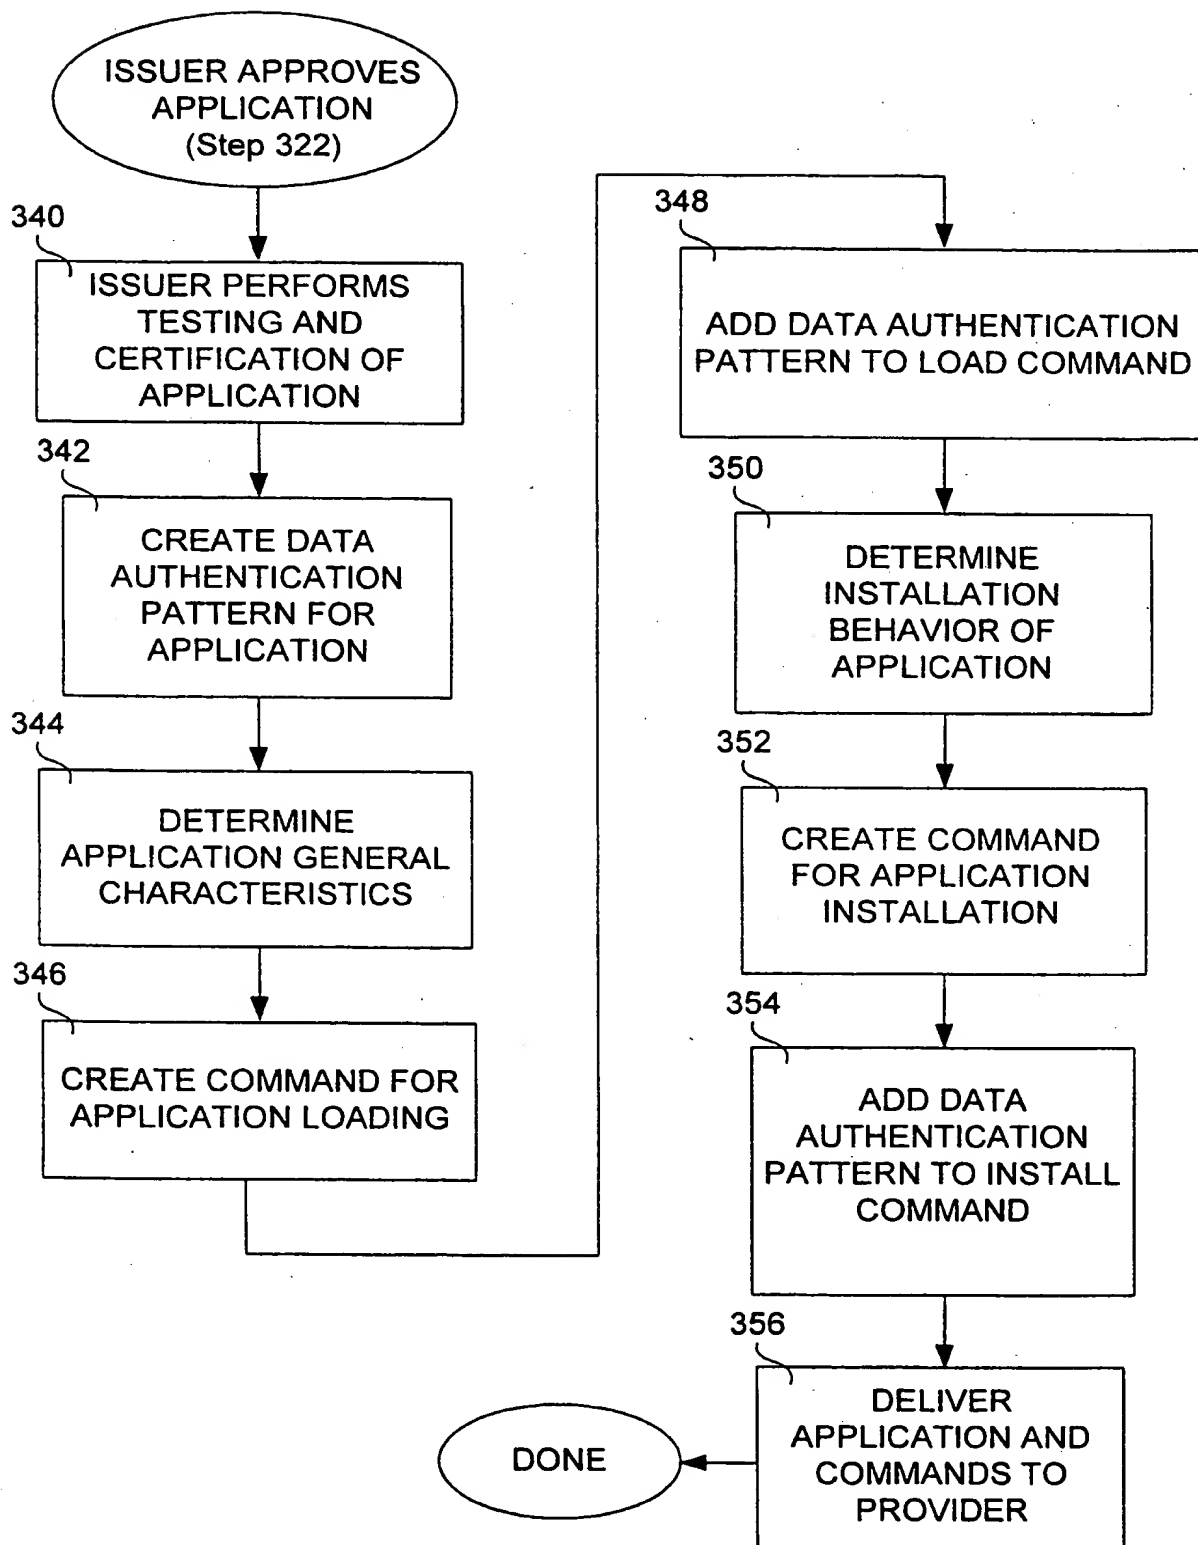 ISSUER APPROVES
APPLICATION
(Step 322)
340
ISSUER PERFORMS
TESTING AND
CERTIFICATION OF
APPLICATION
342
CREATE DATA
AUTHENTICATION
PATTERN FOR
APPLICATION
344
DETERMINE
APPLICATION GENERAL
CHARACTERISTICS
346
CREATE COMMAND FOR
APPLICATION LOADING
348
ADD DATA AUTHENTICATION
PATTERN TO LOAD COMMAND
350
DETERMINE
INSTALLATION
BEHAVIOR OF
APPLICATION
352
CREATE COMMAND
FOR APPLICATION
INSTALLATION
354
ADD DATA
AUTHENTICATION
PATTERN TO INSTALL
COMMAND
356
DELIVER
APPLICATION AND
COMMANDS TO
PROVIDER
DONE